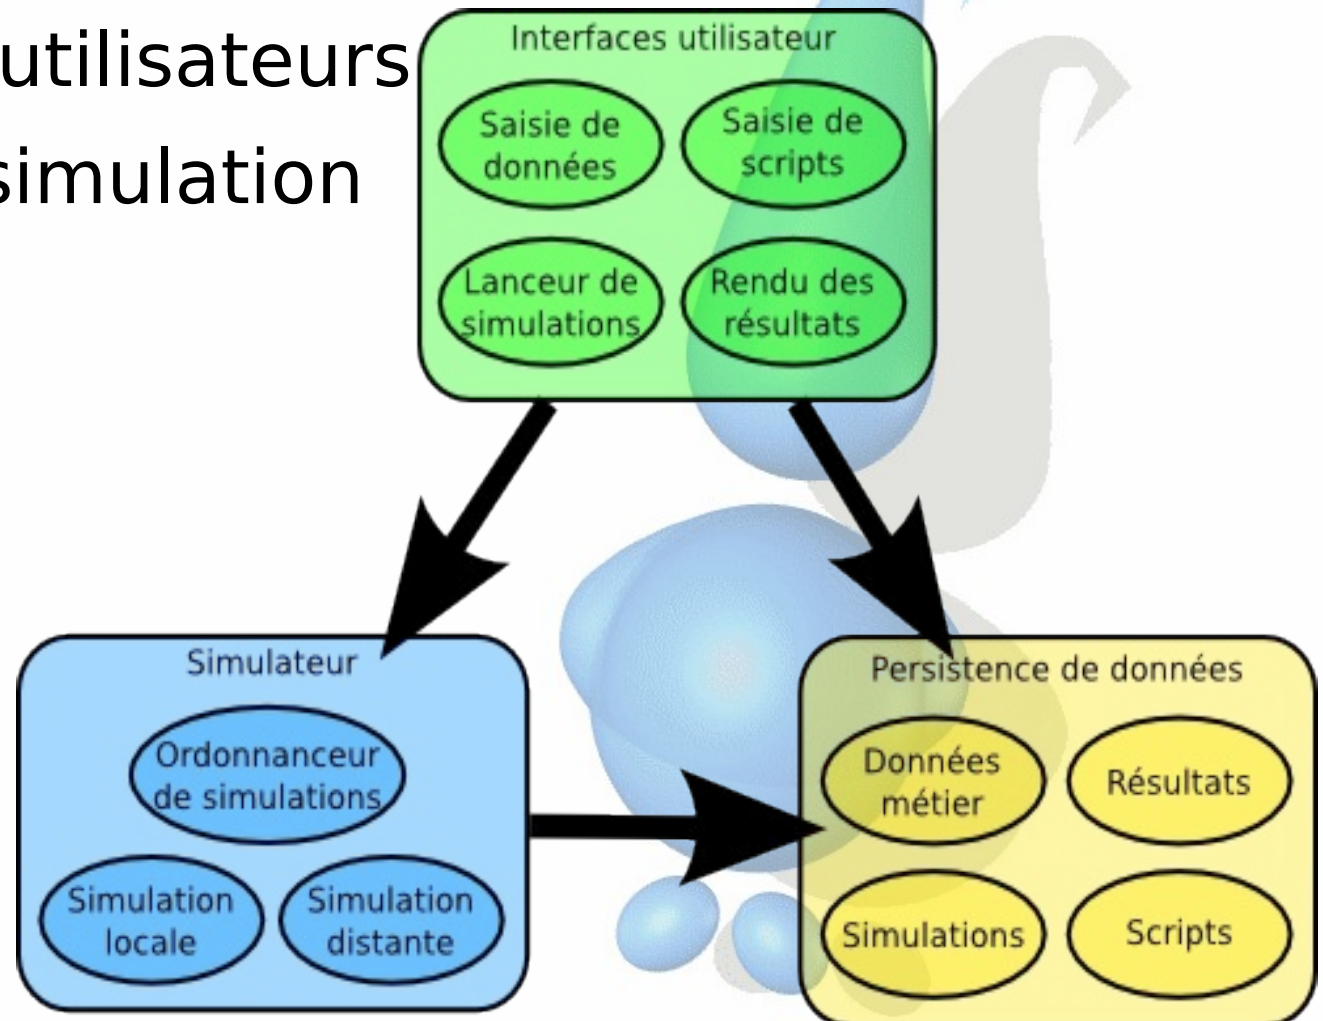 utilisateurs
simulation
Interfaces utilisateur
Saisie de
données
Saisie de
scripts
Lanceur de
simulations
Rendu des
résultats
Simulateur
Ordonnanceur
de simulations
Simulation
locale
Simulation
distante
Persistence de données
Données
métier
Résultats
Simulations
Scripts